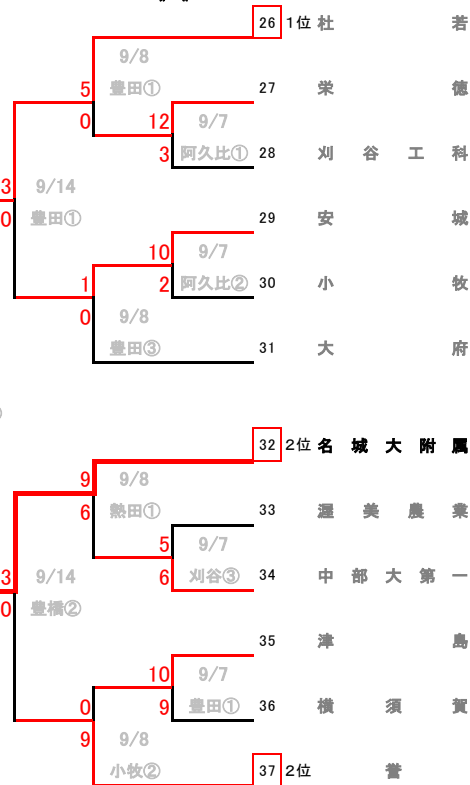 26 1位 杜 若
5 9/8
豊田①
27 栄 徳
0 12 9/7
3 阿久比① 28 刈 谷 工 科
3 9/14
0 豊田① 29 安 城
10 9/7
1 2 阿久比② 30 小 牧
0 9/8
豊田③ 31 大 府
32 2位 名 城 大 附 属
9 9/8
6 熱田① 33 渥 美 農 業
5 9/7
3 9/14 6 刈谷③ 34 中 部 大 第 一
0 豊橋② 35 津 島
10 9/7
0 9 豊田① 36 横 須 賀
9 9/8
小牧② 37 2位 誉